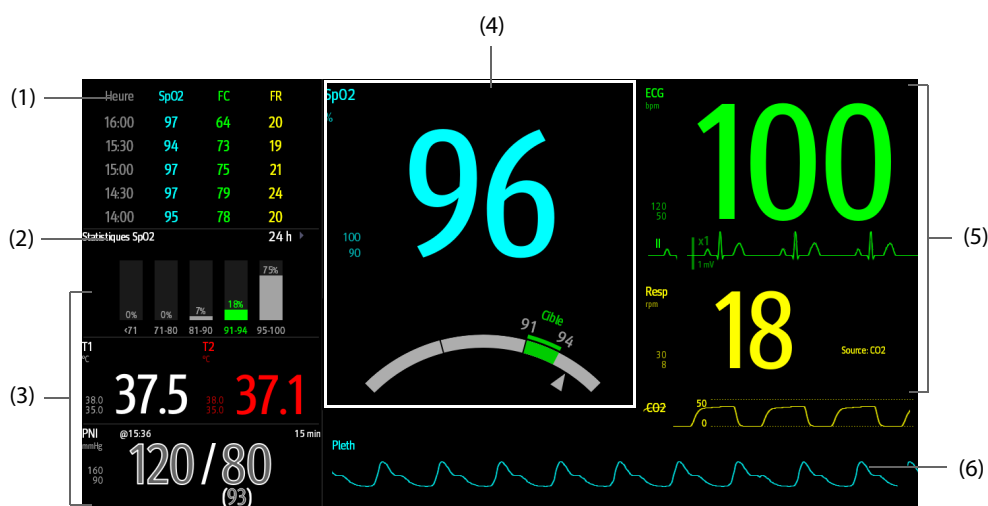 (4)
(1)
Heure SpO2 FC FR
16:00 97 64 20
15:30 94 73 19
15:00 97 75 21
14:30 97 79 24
14:00 95 78 20
(2)
Statistiques SpO2 24 h
0% 0% 7% 18% 75%
<71 71-80 81-90 91-94 95-100
(3)
T1
°C
38.0
35.0
37.5
T2
°C
38.0
35.0
37.1
PNI @15:36 15 min
mmHg
160
90
120/80
(93)
SpO2
%
96
100
90
Cible
91 94
ECG
bpm
100
120
50
II x1
1 mV
(5)
Resp
rpm
18
30
8
Source: CO2
CO2
50
0
Pleth
(6)